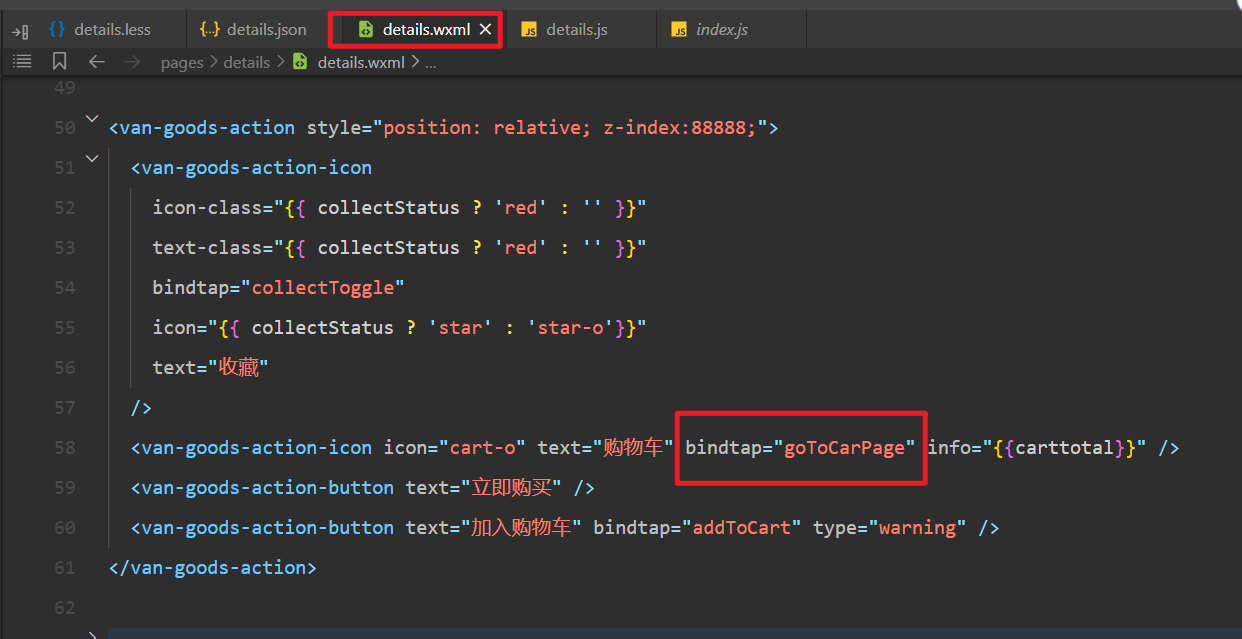 details.less details.json details.wxml details.js index.js
pages details details.wxml ...
49
50 <van-goods-action style="position: relative; z-index:88888;">
51 <van-goods-action-icon
52 icon-class="{{ collectStatus ? 'red' : '' }}"
53 text-class="{{ collectStatus ? 'red' : '' }}"
54 bindtap="collectToggle"
55 icon="{{ collectStatus ? 'star' : 'star-o'}}"
56 text="收藏"
57 />
58 <van-goods-action-icon icon="cart-o" text="购物车" bindtap="goToCarPage" info="{{carttotal}}" />
59 <van-goods-action-button text="立即购买" />
60 <van-goods-action-button text="加入购物车" bindtap="addToCart" type="warning" />
61 </van-goods-action>
62